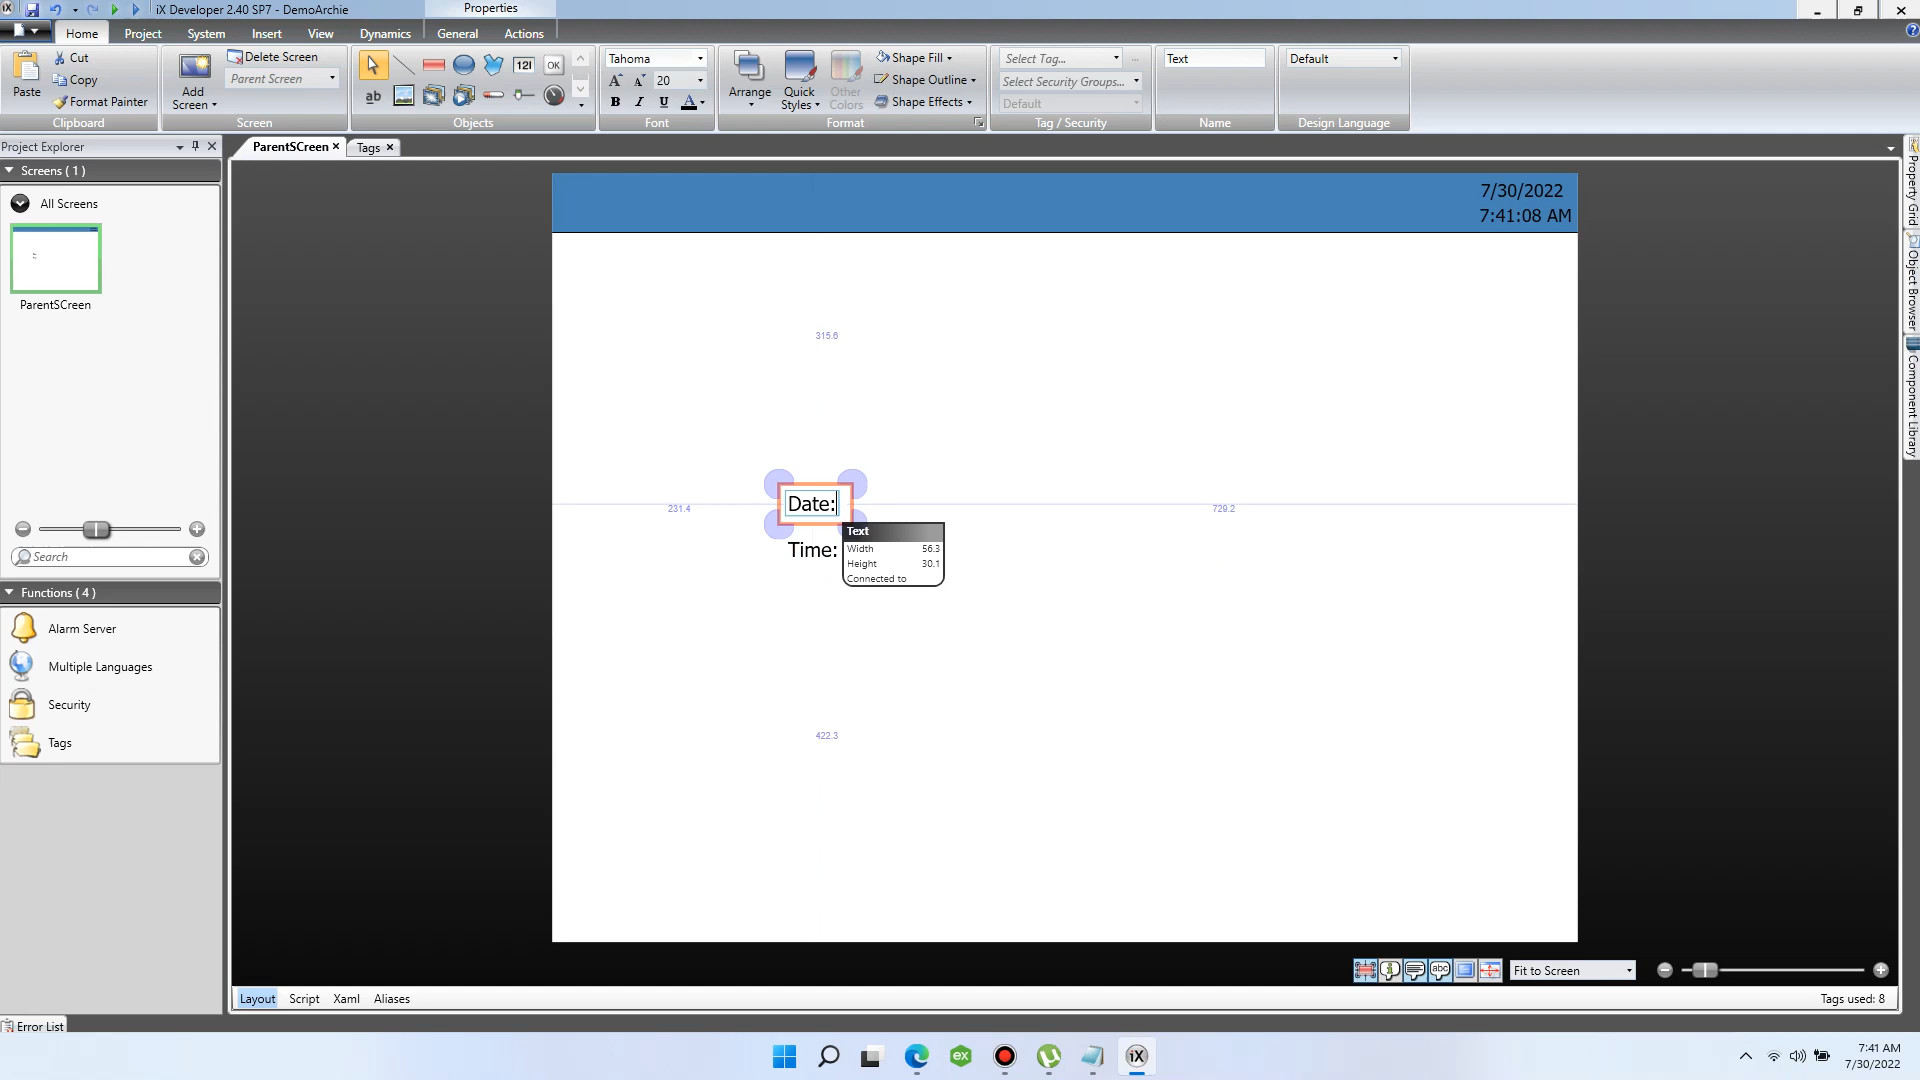 iX Developer 2.40 SP7 - DemoArchie
Properties
Home
Project
System
Insert
View
Dynamics
General
Actions
Paste
Cut
Copy
Format Painter
Clipboard
Add
Screen
Delete Screen
Parent Screen
Screen
ab
12I
OK
Objects
Tahoma
A A 20
B I U A
Font
Arrange
Quick
Styles
Other
Colors
Shape Fill
Shape Outline
Shape Effects
Format
Select Tag...
Select Security Groups...
Default
Tag / Security
Text
Name
Default
Design Language
Project Explorer
ParentSCreen
Tags
Screens ( 1 )
All Screens
ParentSCreen
Search
Functions ( 4 )
Alarm Server
Multiple Languages
Security
Tags
7/30/2022
7:41:08 AM
315.6
231.4
Date:
729.2
Time:
Text
Width 56.3
Height 30.1
Connected to
422.3
Property Grid
Object Browser
Component Library
abc
Fit to Screen
Layout
Script
Xaml
Aliases
Tags used: 8
Error List
ex
iX
7:41 AM
7/30/2022